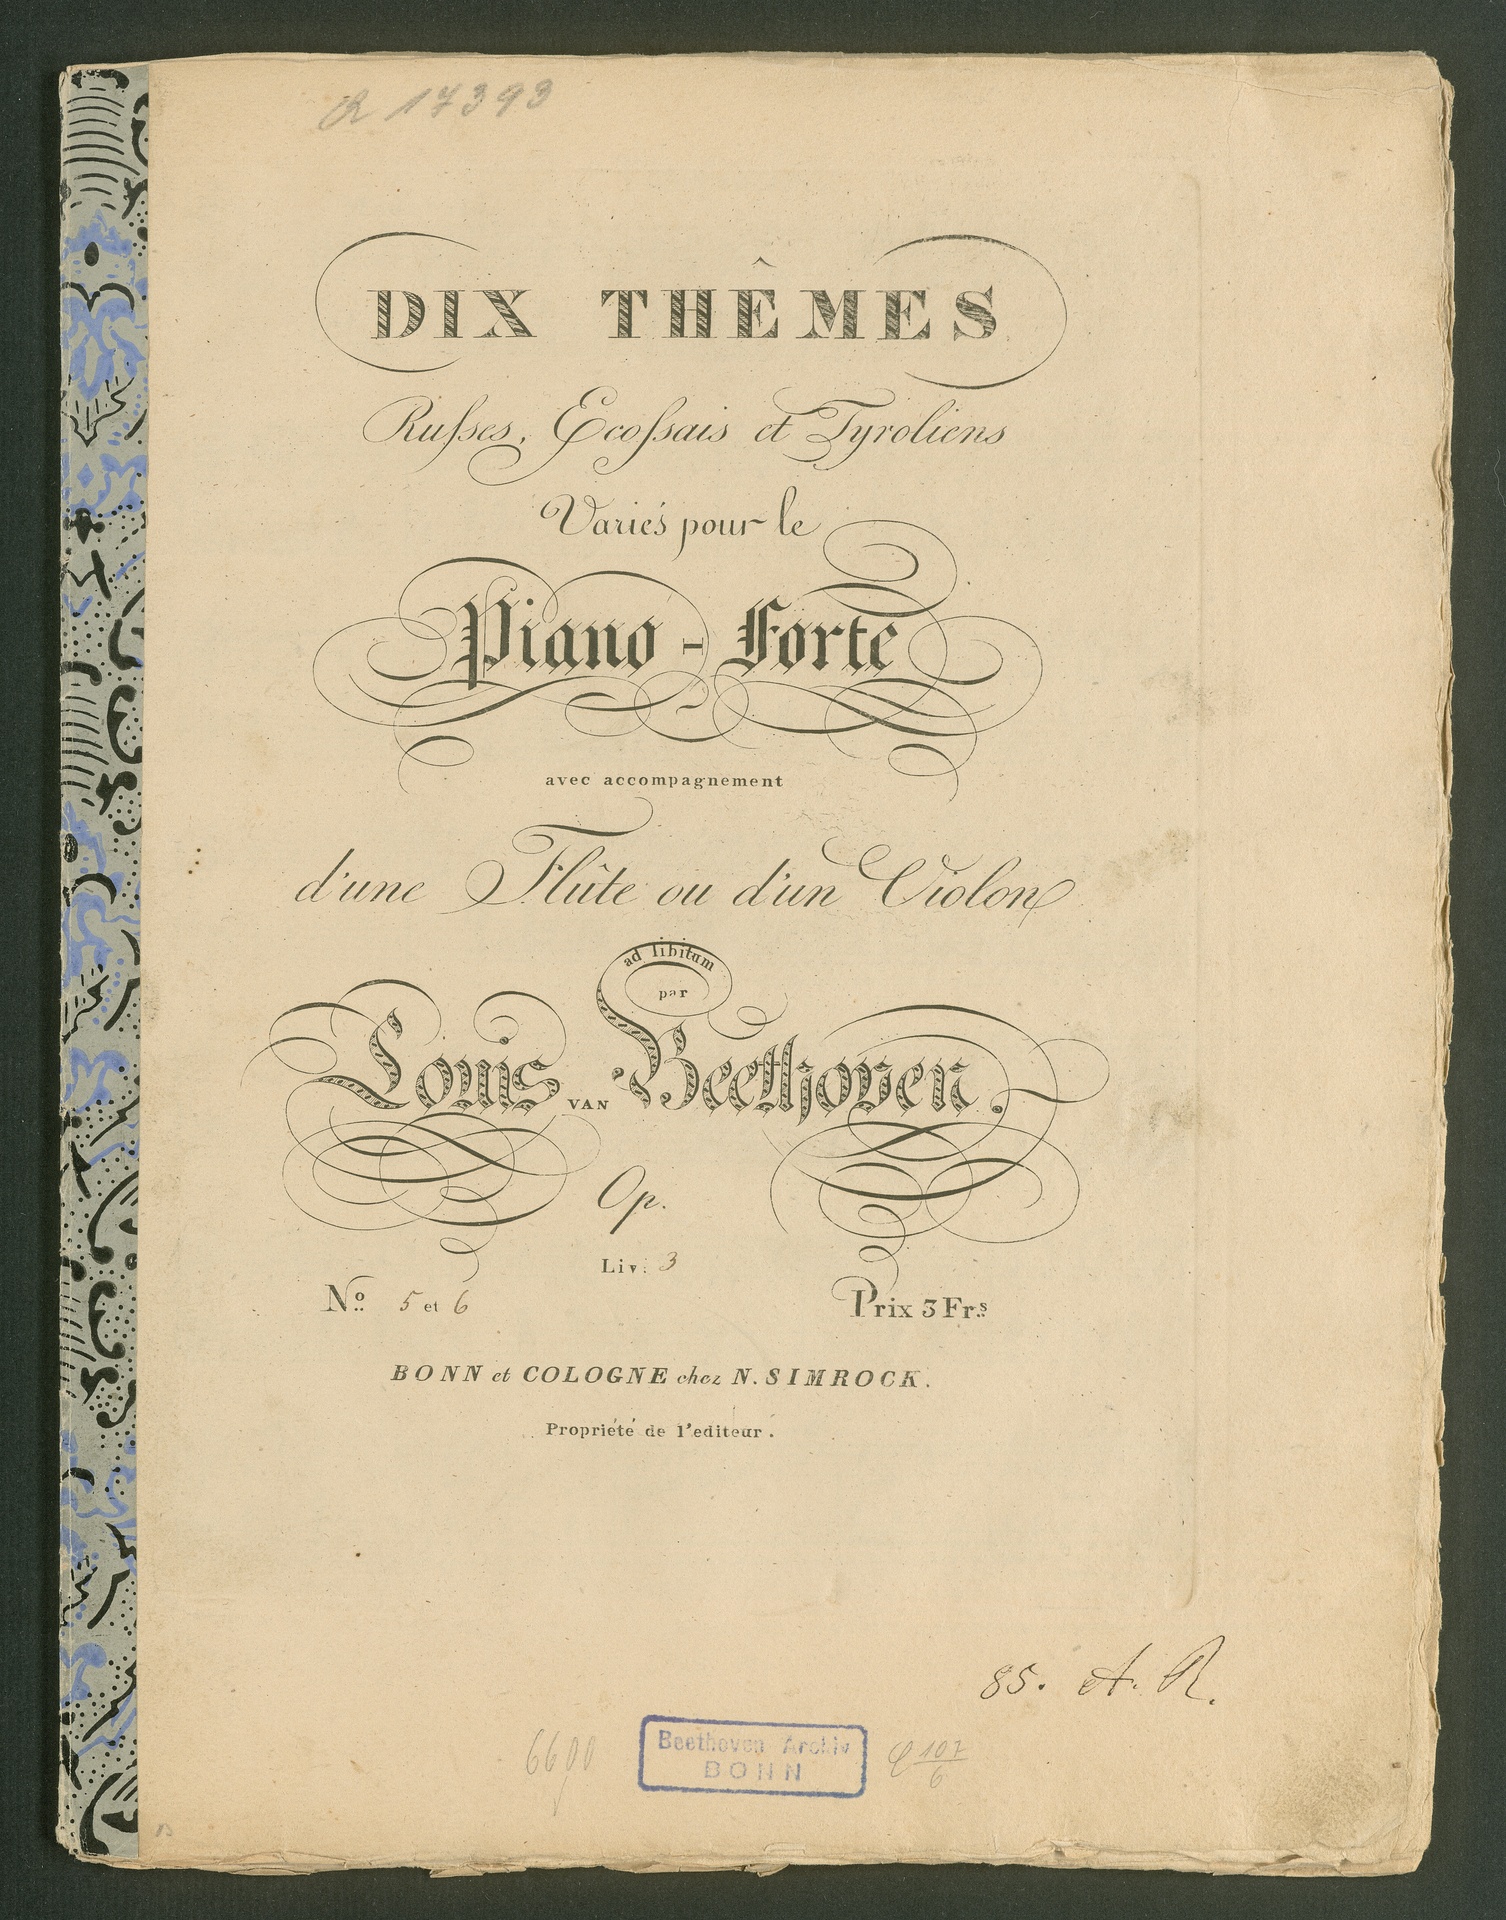 R 17393
DIX THÊMES
Ruſses, Ecoſsais et Tyroliens
Variés pour le
Piano-Forte
avec accompagnement
d'une Flûte ou d'un Violon
ad libitum
par
Louis VAN Beethoven.
Op.
Liv. 3
No. 5 et 6
Prix 3 Frs.
BONN et COLOGNE chez N. SIMROCK.
Propriété de l'editeur.
85. A. R.
Beethoven Archiv
BONN
107
6